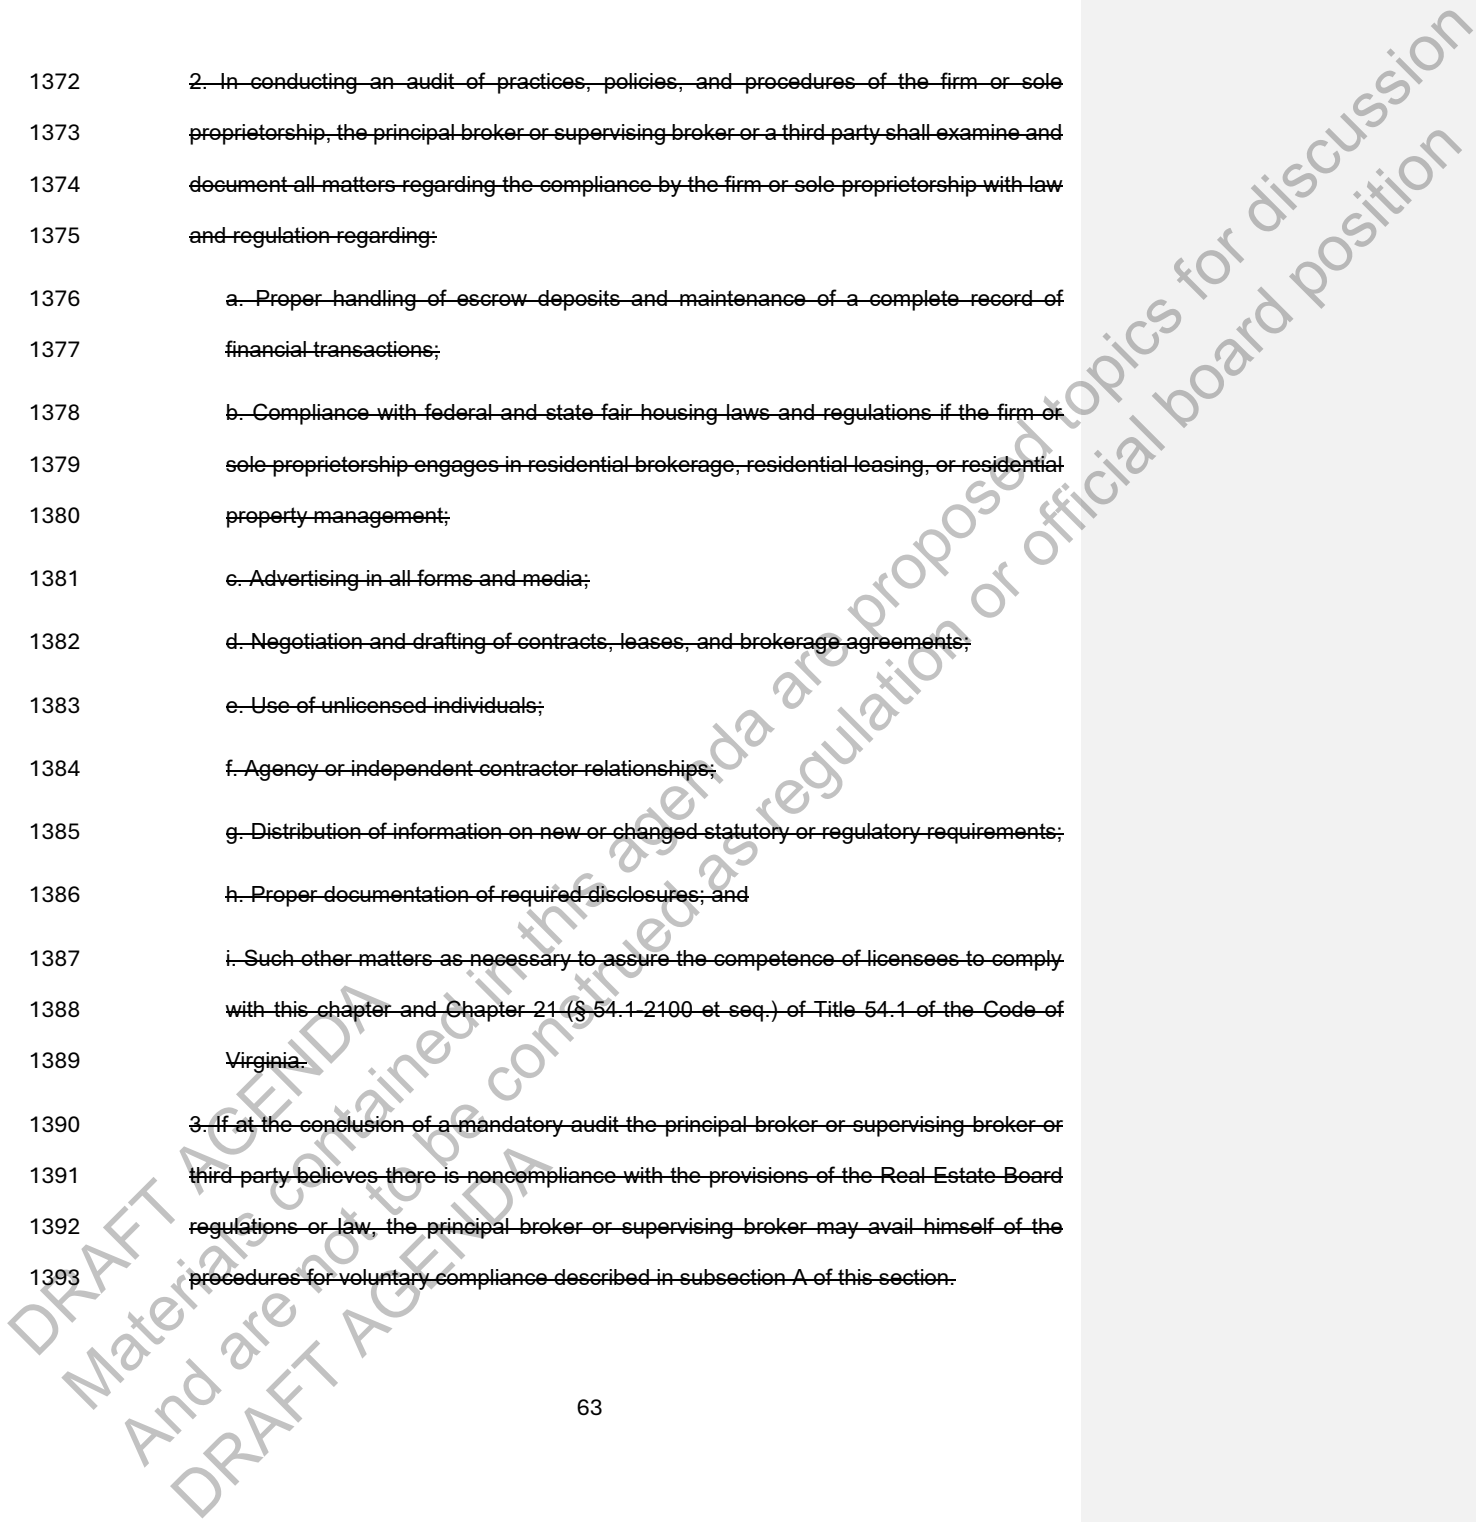 1372 2. In conducting an audit of practices, policies, and procedures of the firm or sole
1373 proprietorship, the principal broker or supervising broker or a third party shall examine and
1374 document all matters regarding the compliance by the firm or sole proprietorship with law
1375 and regulation regarding:
1376 a. Proper handling of escrow deposits and maintenance of a complete record of
1377 financial transactions;
1378 b. Compliance with federal and state fair housing laws and regulations if the firm or
1379 sole proprietorship engages in residential brokerage, residential leasing, or residential
1380 property management;
1381 c. Advertising in all forms and media;
1382 d. Negotiation and drafting of contracts, leases, and brokerage agreements;
1383 e. Use of unlicensed individuals;
1384 f. Agency or independent contractor relationships;
1385 g. Distribution of information on new or changed statutory or regulatory requirements;
1386 h. Proper documentation of required disclosures; and
1387 i. Such other matters as necessary to assure the competence of licensees to comply
1388 with this chapter and Chapter 21 (§ 54.1-2100 et seq.) of Title 54.1 of the Code of
1389 Virginia.
1390 3. If at the conclusion of a mandatory audit the principal broker or supervising broker or
1391 third party believes there is noncompliance with the provisions of the Real Estate Board
1392 regulations or law, the principal broker or supervising broker may avail himself of the
1393 procedures for voluntary compliance described in subsection A of this section.
63
DRAFT AGENDA
Materials contained in this agenda are proposed topics for discussion
And are not to be construed as regulation or official board position
DRAFT AGENDA